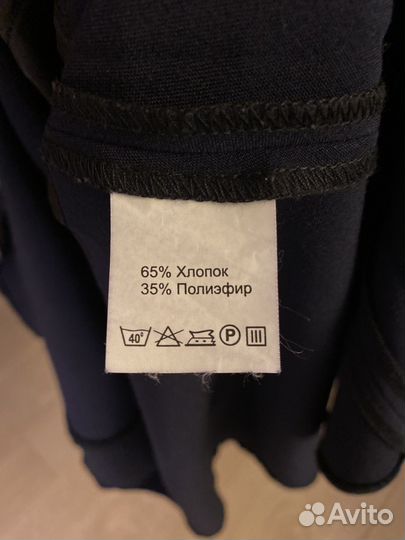 65% Хлопок
35% Полиэфир
40° P
Avito